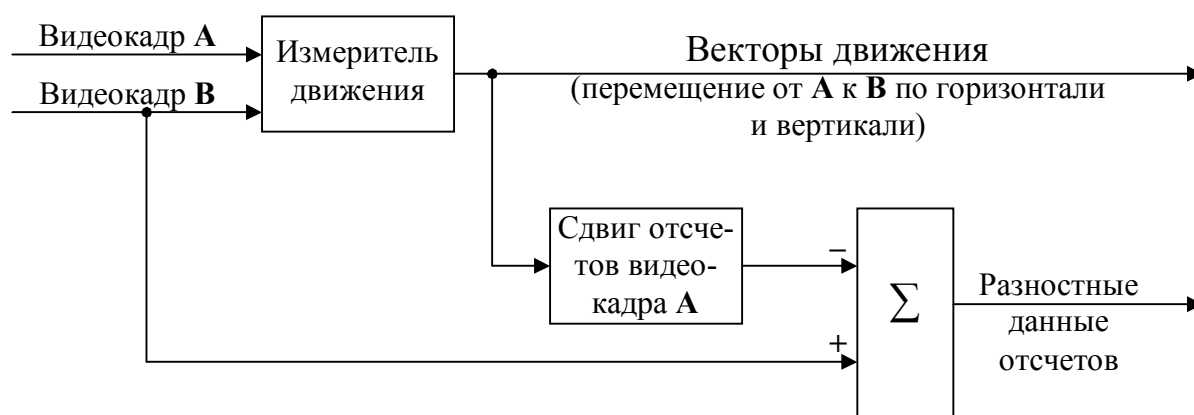 Видеокадр А
Видеокадр В
Измеритель
движения
Векторы движения
(перемещение от А к В по горизонтали
и вертикали)
Сдвиг отсче-
тов видео-
кадра А
−
+
∑
Разностные
данные
отсчетов